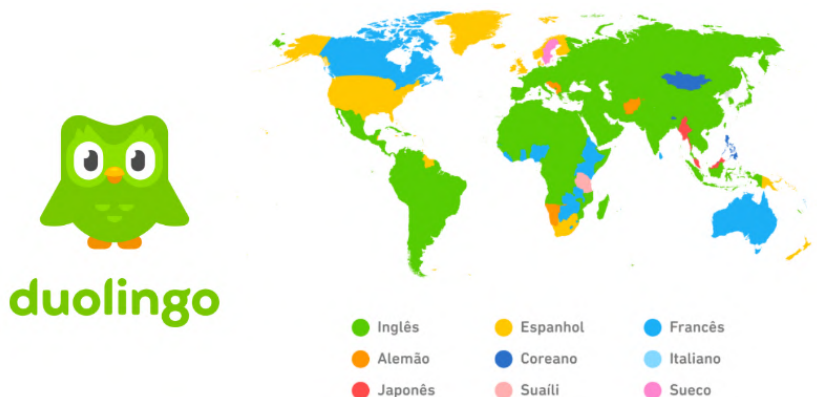 duolingo
Inglês Espanhol Francês
Alemão Coreano Italiano
Japonês Suaíli Sueco